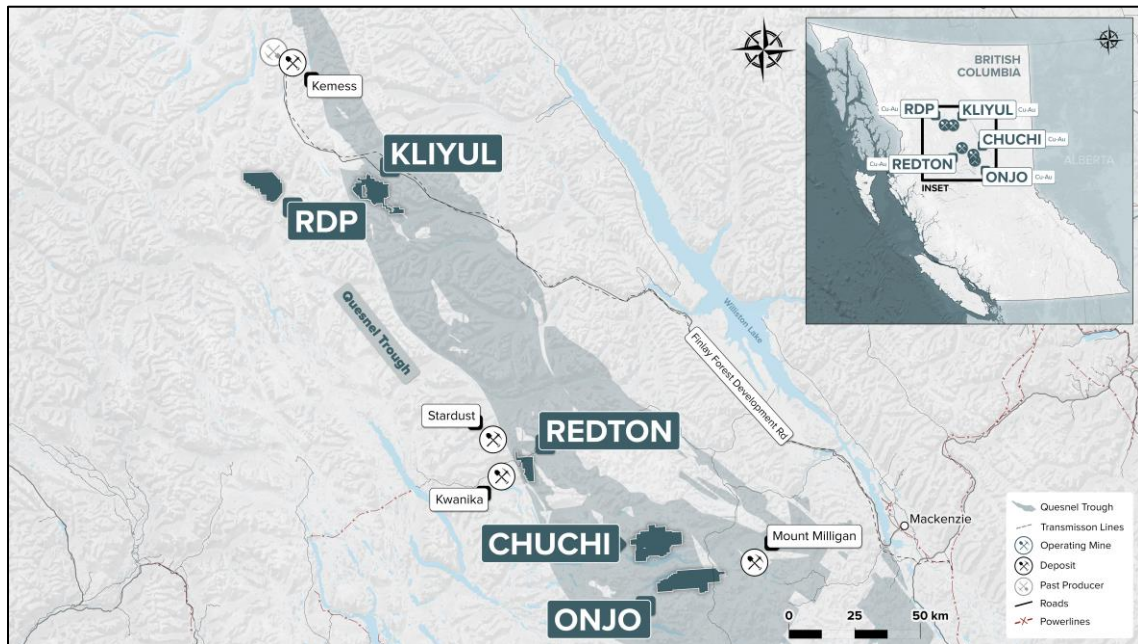 Kemess
KLIYUL
RDP
Quesnel Trough
Williston Lake
Finlay Forest Development Rd
Stardust
REDTON
Kwanika
CHUCHI
Mount Milligan
Mackenzie
ONJO
0 25 50 km
BRITISH
COLUMBIA
Cu-Au RDP KLIYUL Cu-Au
CHUCHI Cu-Au
ALBERTA
Cu-Au REDTON
ONJO Cu-Au
INSET
Quesnel Trough
Transmisson Lines
Operating Mine
Deposit
Past Producer
Roads
Powerlines